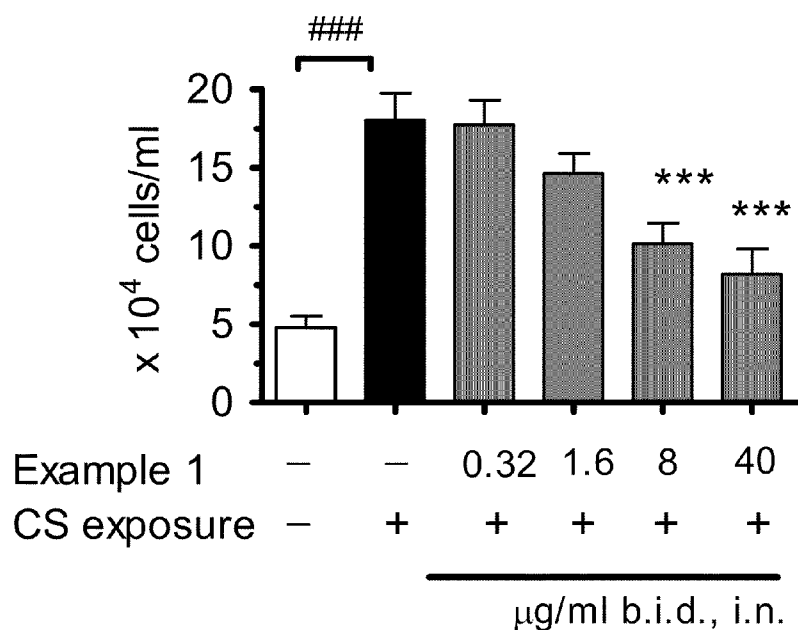 ###
20
15
10
5
0
x 10⁴ cells/ml
***
***
Example 1 – – 0.32 1.6 8 40
CS exposure – + + + + +
μg/ml b.i.d., i.n.